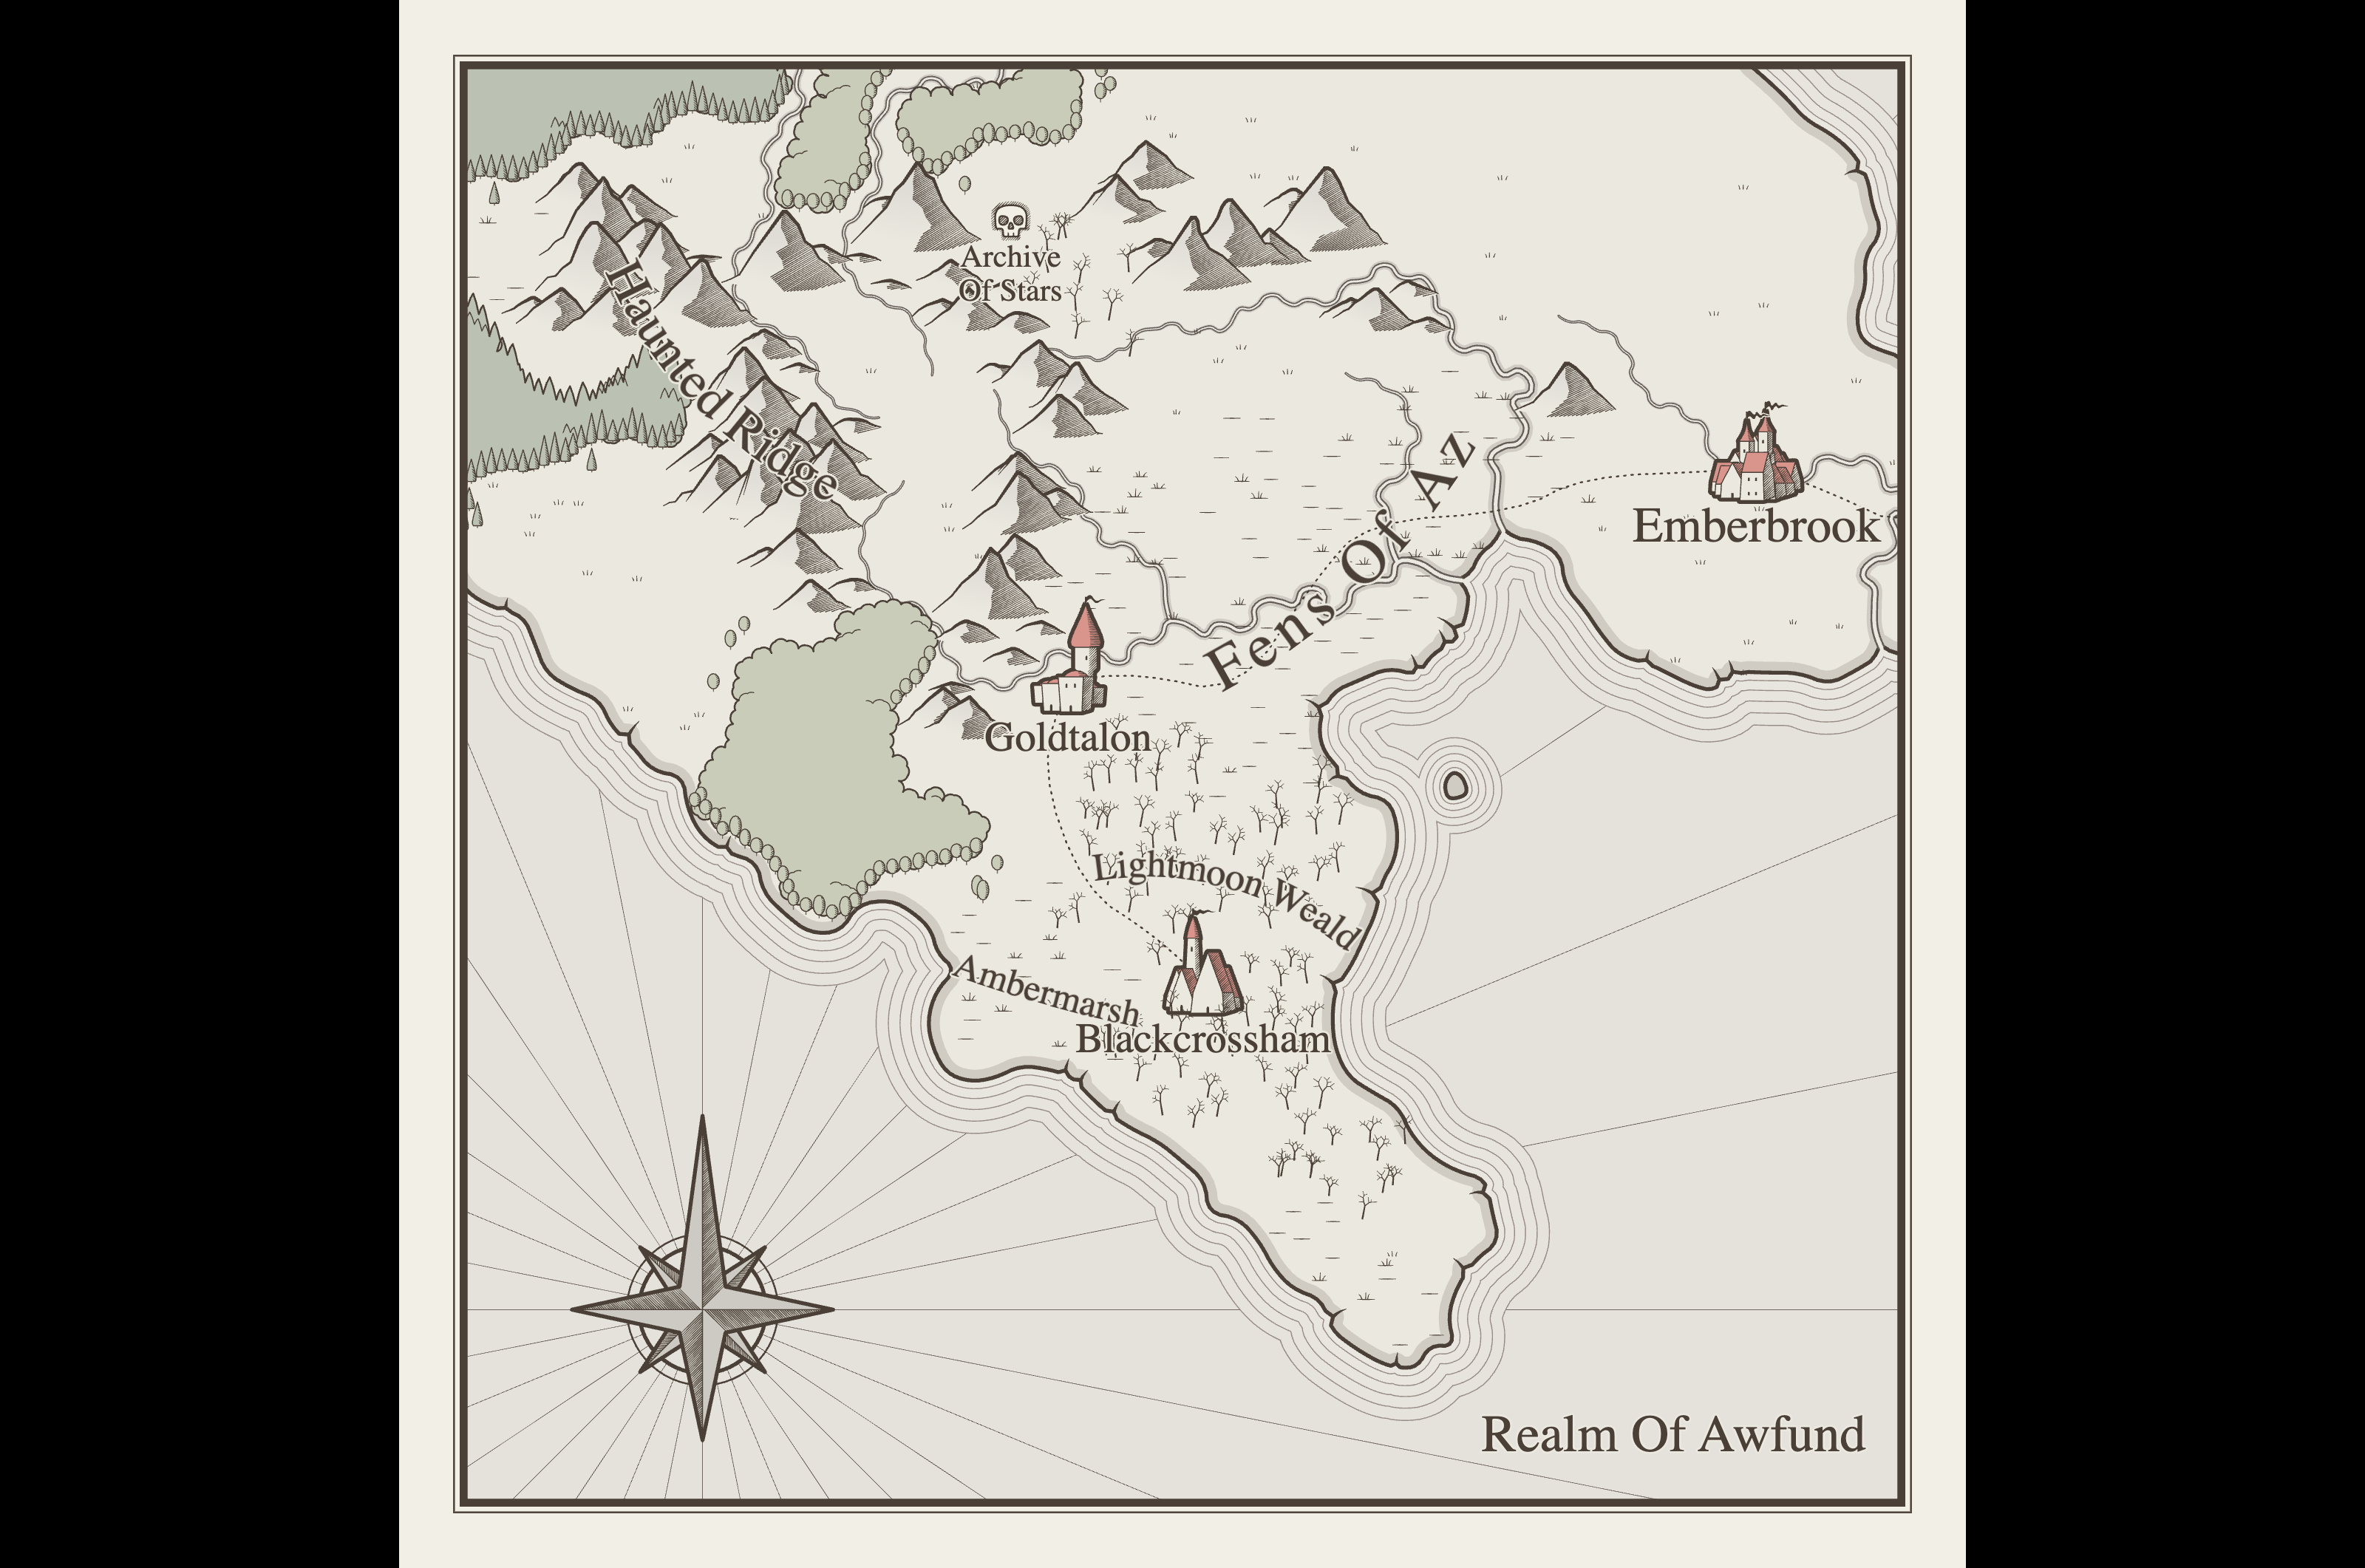 Archive
Of Stars
Haunted Ridge
Fens Of Az
Emberbrook
Goldtalon
Lightmoon Weald
Ambermarsh
Blackcrossham
Realm Of Awfund